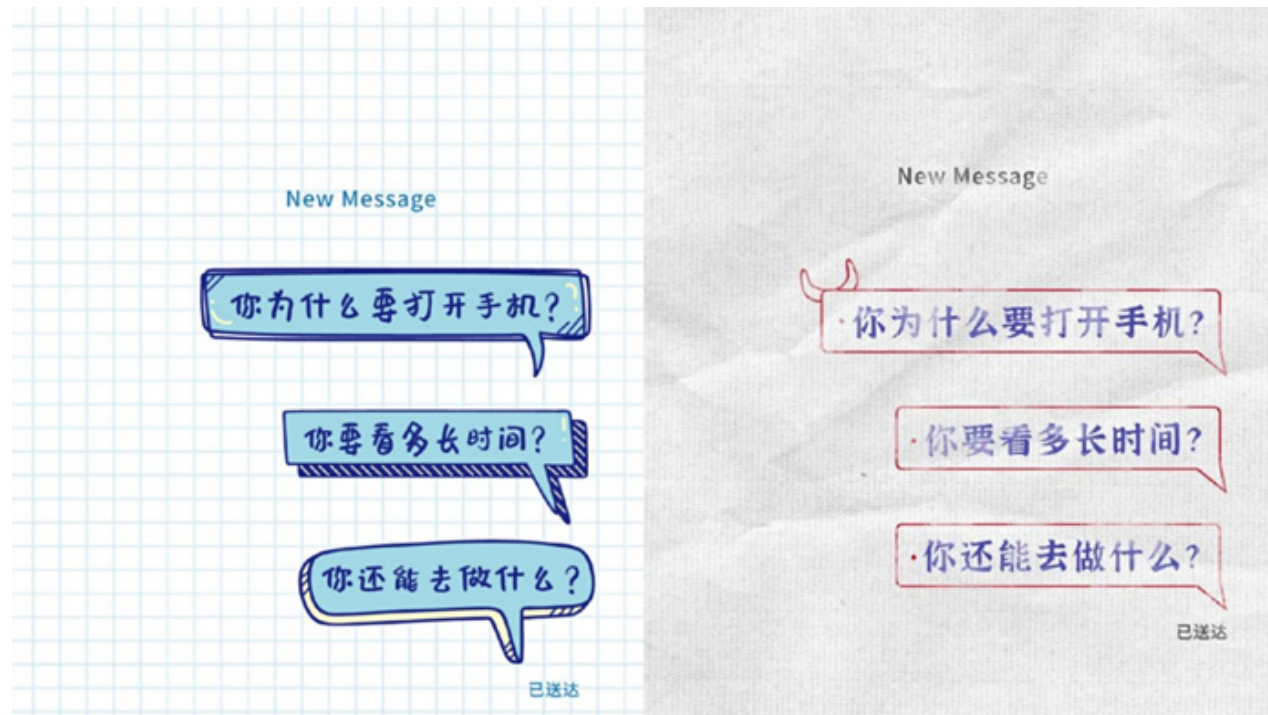 New Message
你为什么要打开手机？
你要看多长时间？
你还能去做什么？
已送达
New Message
·你为什么要打开手机？
·你要看多长时间？
·你还能去做什么？
已送达